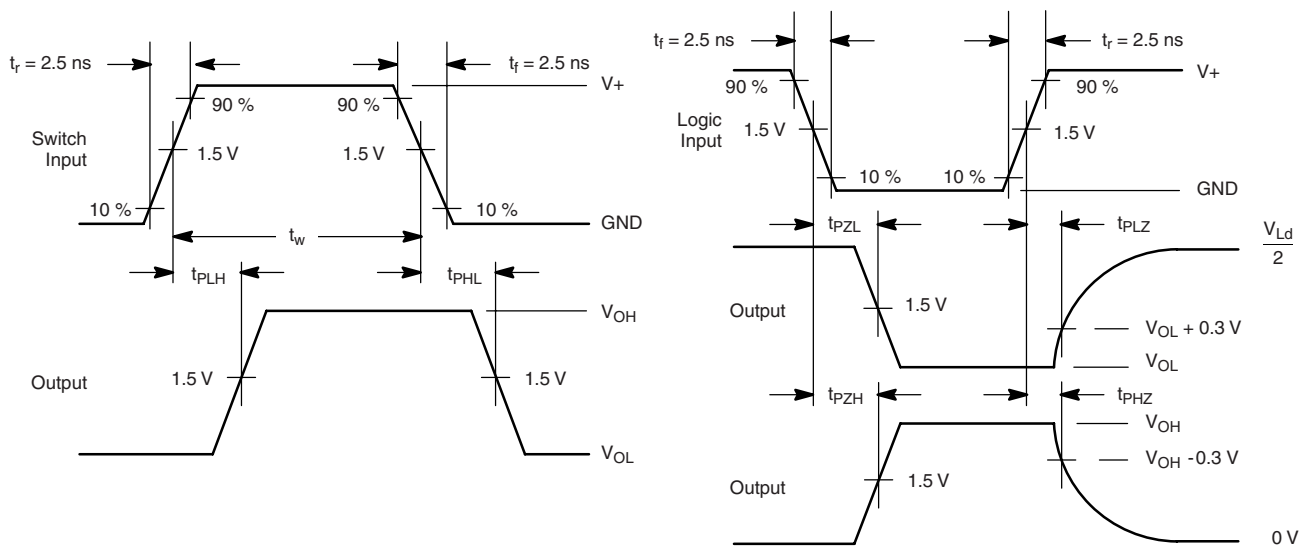 tr = 2.5 ns
tf = 2.5 ns
V+
90 %
90 %
Switch
Input
1.5 V
1.5 V
10 %
10 %
GND
tw
tPLH
tPHL
VOH
Output
1.5 V
1.5 V
VOL
tf = 2.5 ns
tr = 2.5 ns
V+
90 %
90 %
Logic
Input
1.5 V
1.5 V
10 %
10 %
GND
tPZL
tPLZ
VLd
2
Output
1.5 V
VOL + 0.3 V
VOL
tPZH
tPHZ
VOH
VOH -0.3 V
Output
1.5 V
0 V